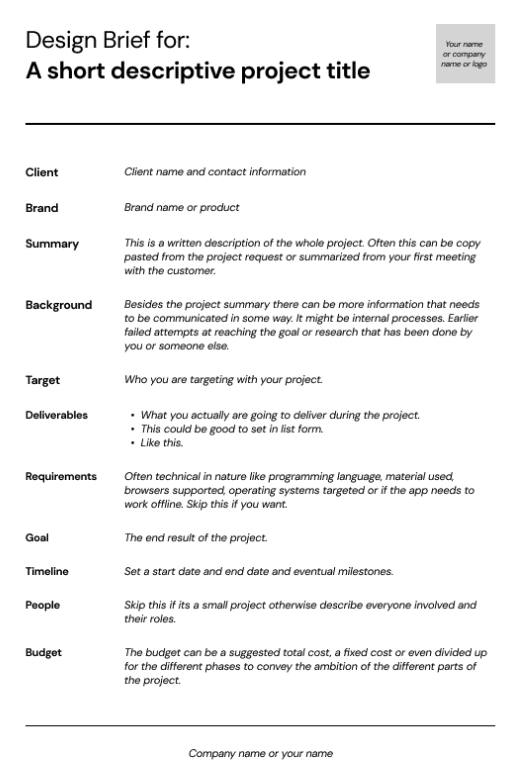 Design Brief for:
A short descriptive project title
Your name
or company
name or logo
Client
Client name and contact information
Brand
Brand name or product
Summary
This is a written description of the whole project. Often this can be copy
pasted from the project request or summarized from your first meeting
with the customer.
Background
Besides the project summary there can be more information that needs
to be communicated in some way. It might be internal processes. Earlier
failed attempts at reaching the goal or research that has been done by
you or someone else.
Target
Who you are targeting with your project.
Deliverables
• What you actually are going to deliver during the project.
• This could be good to set in list form.
• Like this.
Requirements
Often technical in nature like programming language, material used,
browsers supported, operating systems targeted or if the app needs to
work offline. Skip this if you want.
Goal
The end result of the project.
Timeline
Set a start date and end date and eventual milestones.
People
Skip this if its a small project otherwise describe everyone involved and
their roles.
Budget
The budget can be a suggested total cost, a fixed cost or even divided up
for the different phases to convey the ambition of the different parts of
the project.
Company name or your name